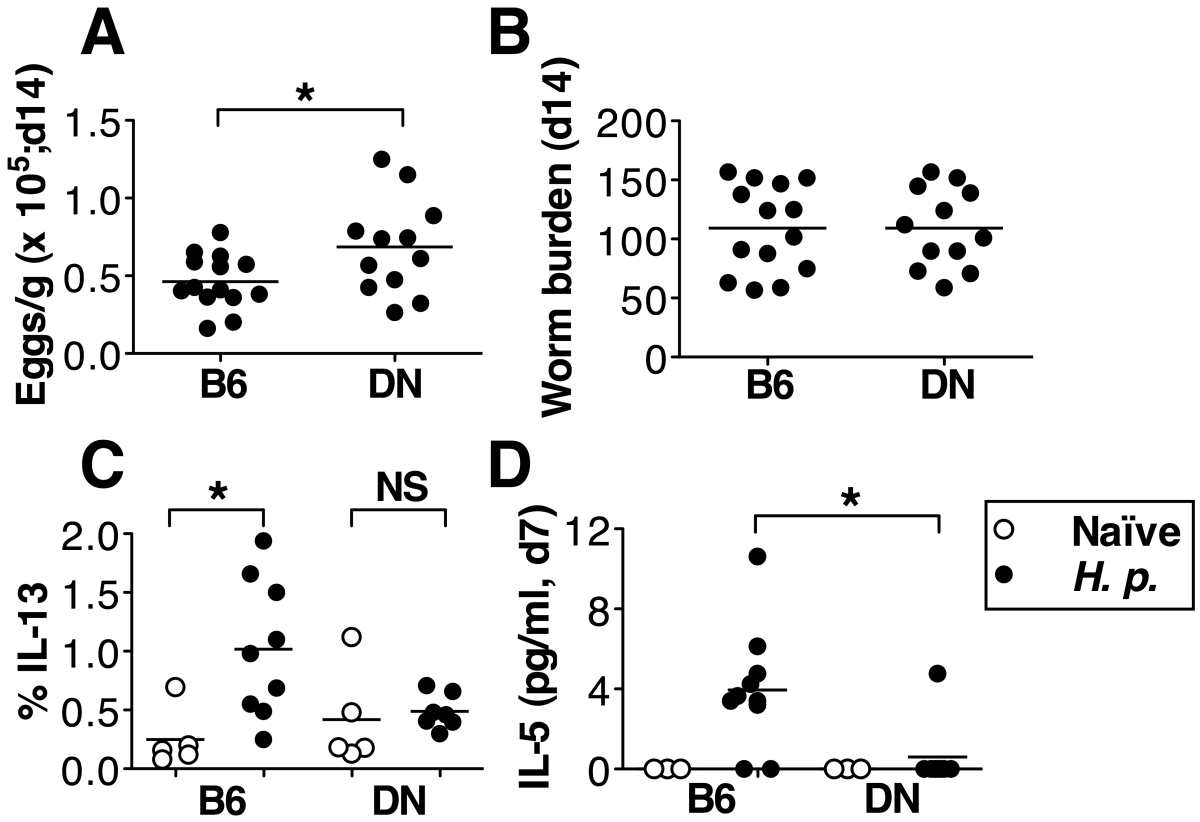 A
Eggs/g (x 10⁵;d14)
*
1.5
1.0
0.5
0.0
B6 DN
B
Worm burden (d14)
200
150
100
50
0
B6 DN
C
% IL-13
* NS
2.0
1.5
1.0
0.5
0.0
B6 DN
D
IL-5 (pg/ml, d7)
*
12
8
4
0
B6 DN
Naïve
H. p.